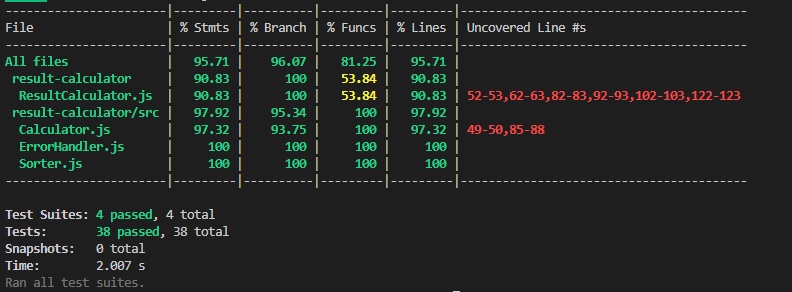 -----------------------|---------|----------|---------|---------|-------------------------------------
File                   | % Stmts | % Branch | % Funcs | % Lines | Uncovered Line #s
-----------------------|---------|----------|---------|---------|-------------------------------------
All files              |   95.71 |    96.07 |   81.25 |   95.71 |
 result-calculator     |   90.83 |      100 |   53.84 |   90.83 |
  ResultCalculator.js  |   90.83 |      100 |   53.84 |   90.83 | 52-53,62-63,82-83,92-93,102-103,122-123
 result-calculator/src |   97.92 |    95.34 |     100 |   97.92 |
  Calculator.js        |   97.32 |    93.75 |     100 |   97.32 | 49-50,85-88
  ErrorHandler.js      |     100 |      100 |     100 |     100 |
  Sorter.js            |     100 |      100 |     100 |     100 |
-----------------------|---------|----------|---------|---------|-------------------------------------
Test Suites: 4 passed, 4 total
Tests:       38 passed, 38 total
Snapshots:   0 total
Time:        2.007 s
Ran all test suites.